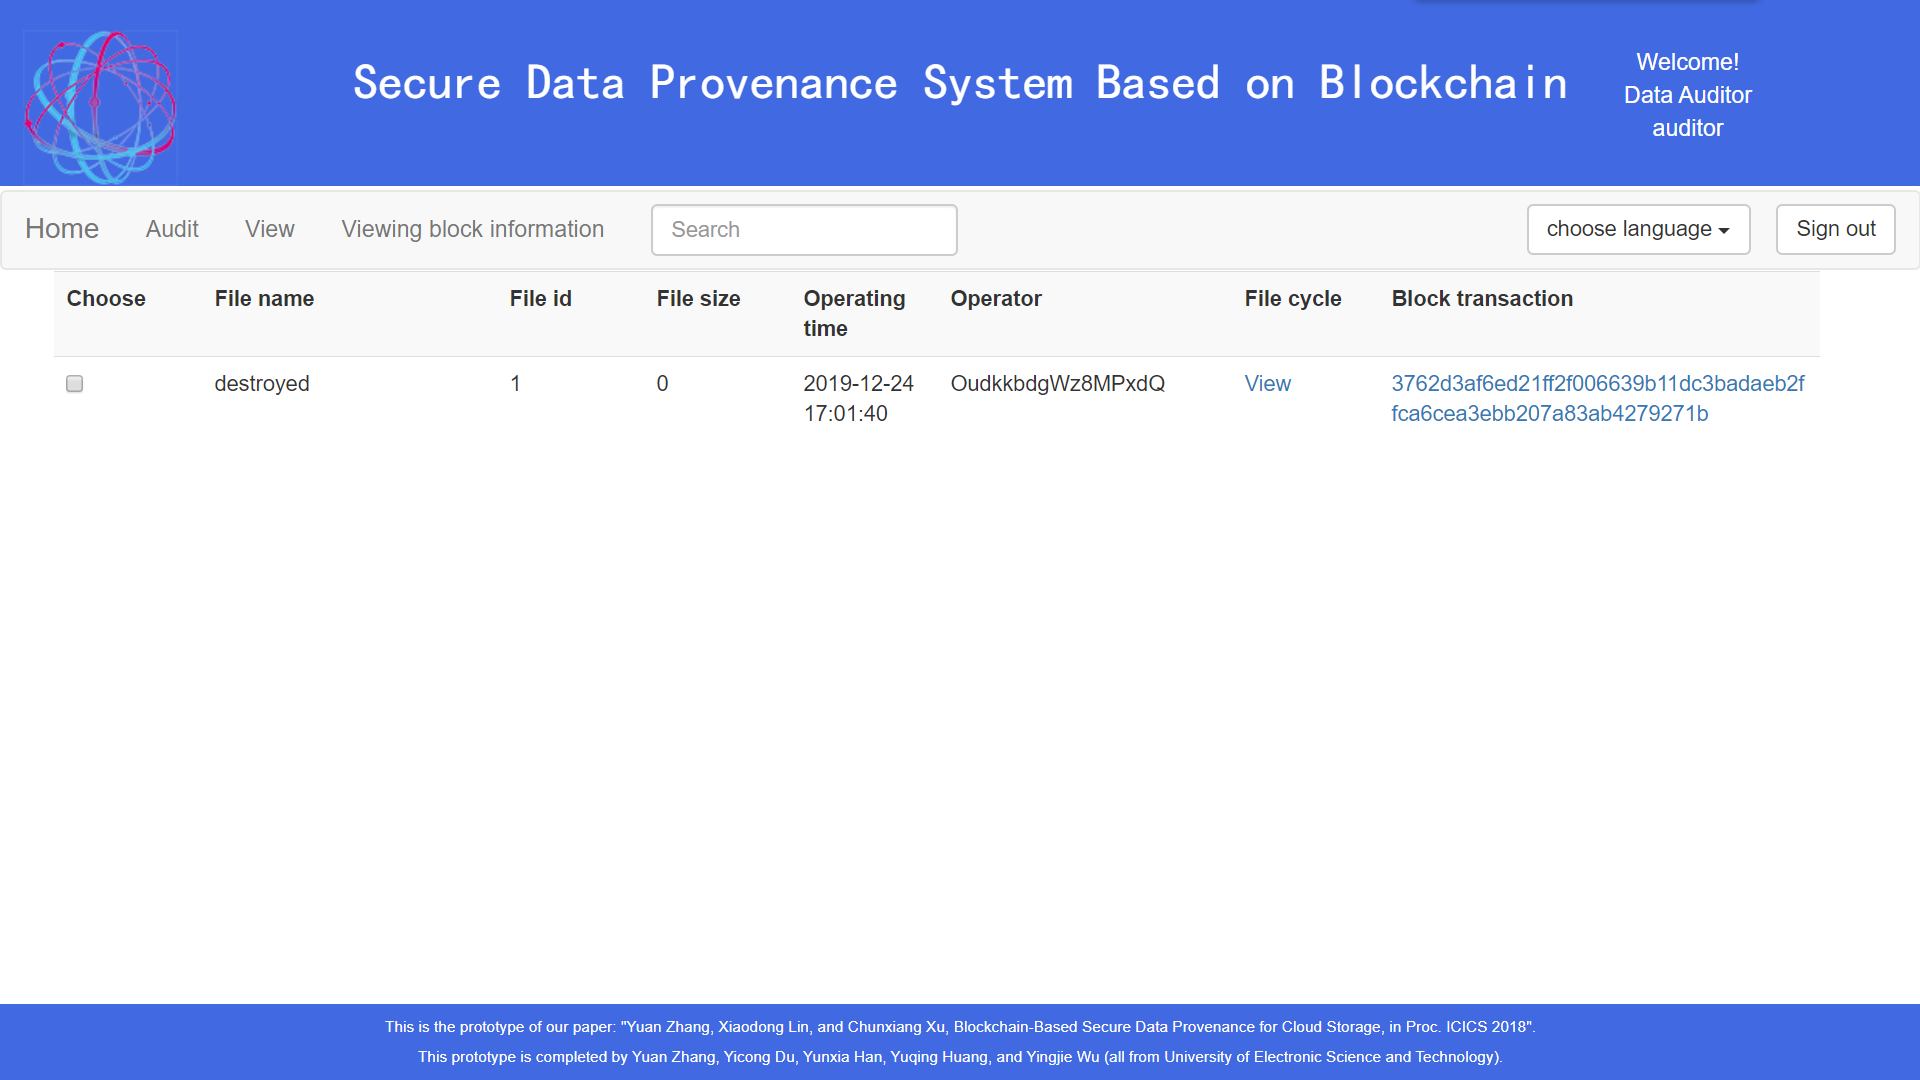 Secure Data Provenance System Based on Blockchain
Welcome!
Data Auditor
auditor
Home Audit View Viewing block information Search choose language Sign out
Choose File name File id File size Operating time Operator File cycle Block transaction
destroyed 1 0 2019-12-24 17:01:40 OudkkbdgWz8MPxdQ View 3762d3af6ed21ff2f006639b11dc3badaeb2f
fca6cea3ebb207a83ab4279271b
This is the prototype of our paper: "Yuan Zhang, Xiaodong Lin, and Chunxiang Xu, Blockchain-Based Secure Data Provenance for Cloud Storage, in Proc. ICICS 2018".
This prototype is completed by Yuan Zhang, Yicong Du, Yunxia Han, Yuqing Huang, and Yingjie Wu (all from University of Electronic Science and Technology).